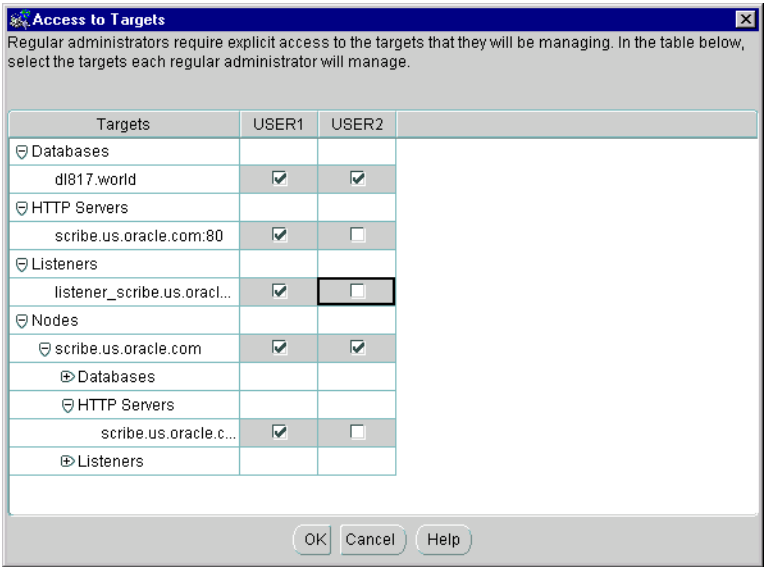 Access to Targets
Regular administrators require explicit access to the targets that they will be managing. In the table below,
select the targets each regular administrator will manage.
Targets USER1 USER2
Databases
dl817.world
HTTP Servers
scribe.us.oracle.com:80
Listeners
listener_scribe.us.oracl...
Nodes
scribe.us.oracle.com
Databases
HTTP Servers
scribe.us.oracle.c...
Listeners
OK Cancel Help